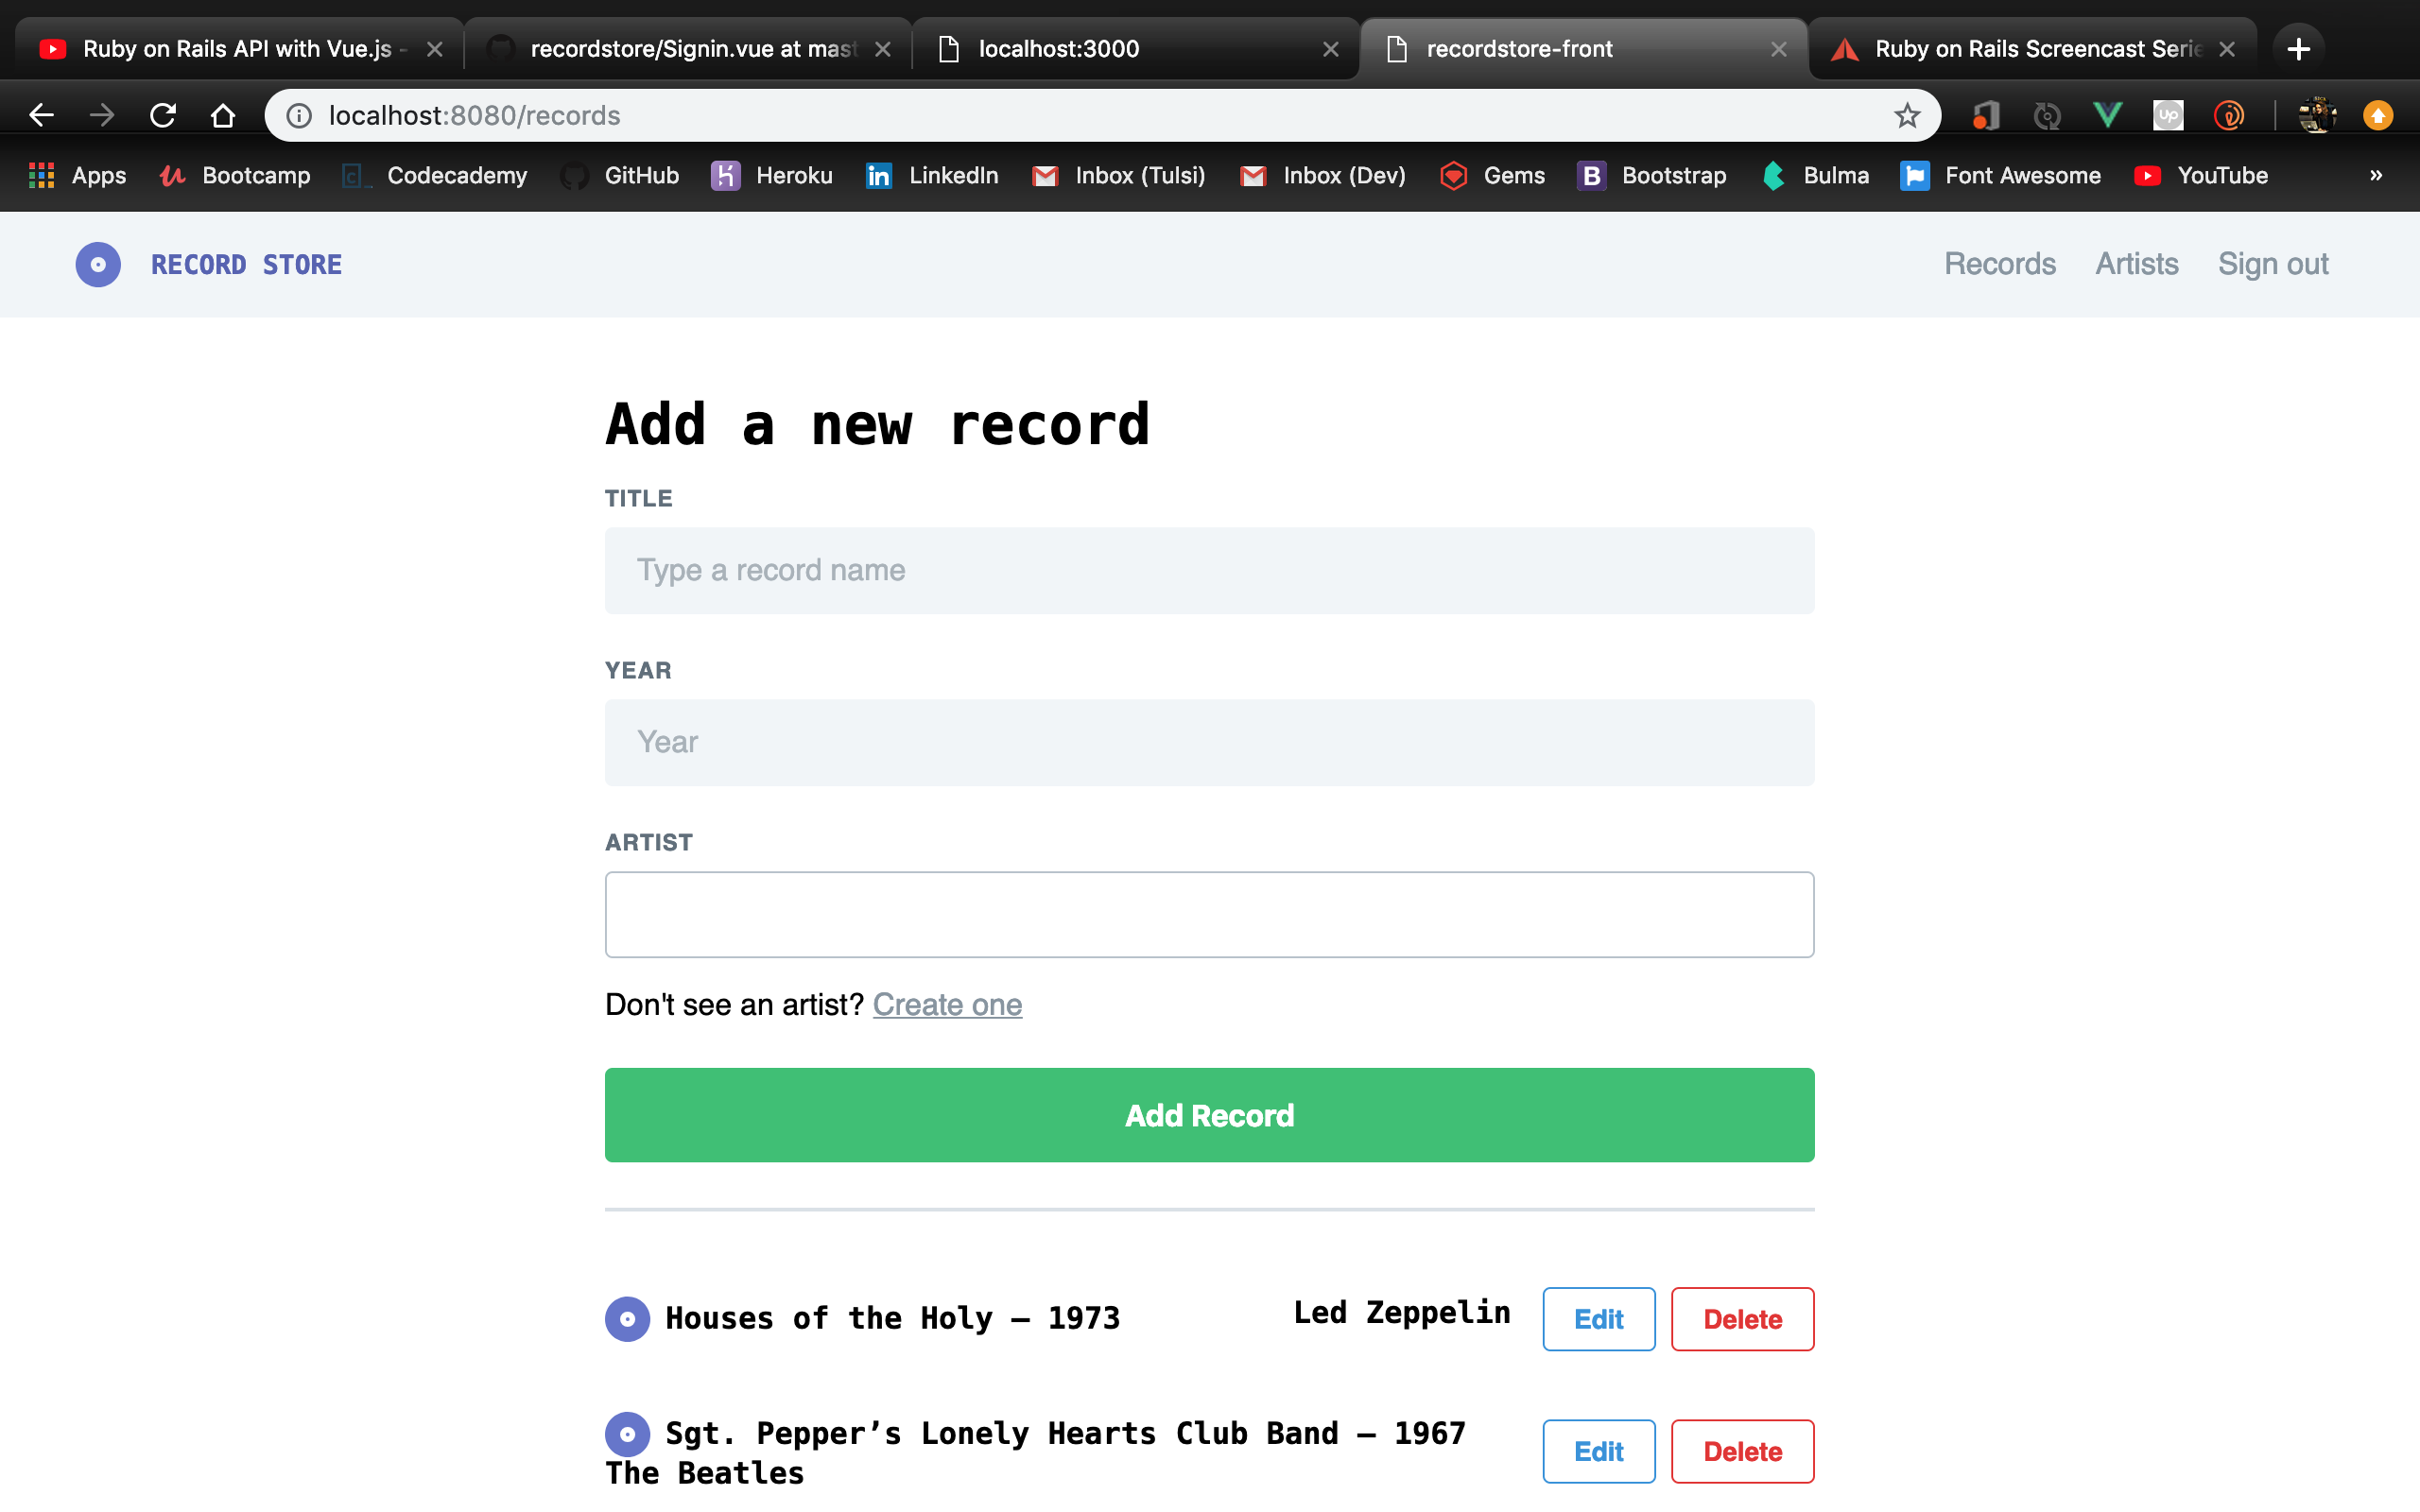 Ruby on Rails API with Vue.js -
recordstore/Signin.vue at mast
localhost:3000
recordstore-front
Ruby on Rails Screencast Serie
localhost:8080/records
up
Apps
Bootcamp
Codecademy
GitHub
Heroku
in LinkedIn
Inbox (Tulsi)
Inbox (Dev)
Gems
B Bootstrap
Bulma
Font Awesome
YouTube
»
RECORD STORE
Records
Artists
Sign out
Add a new record
TITLE
Type a record name
YEAR
Year
ARTIST
Don't see an artist? Create one
Add Record
Houses of the Holy — 1973
Led Zeppelin
Edit
Delete
Sgt. Pepper’s Lonely Hearts Club Band — 1967
The Beatles
Edit
Delete